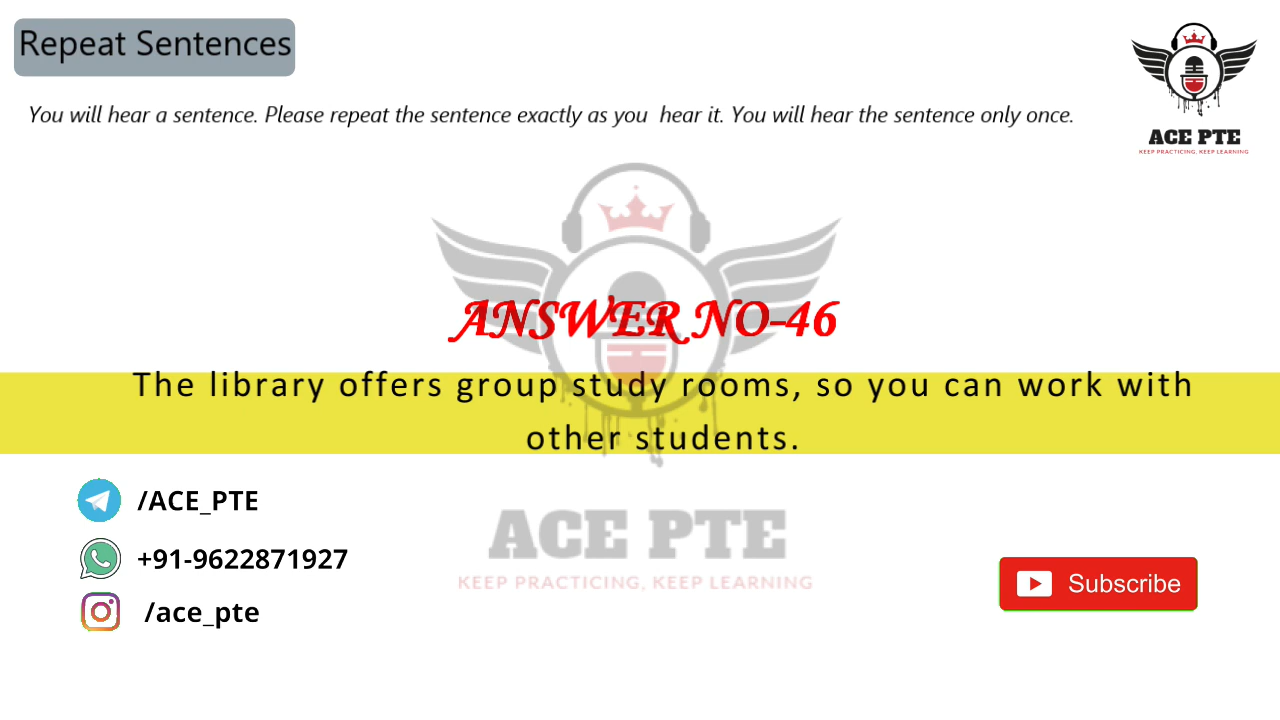 Repeat Sentences
You will hear a sentence. Please repeat the sentence exactly as you hear it. You will hear the sentence only once.
ACE PTE
KEEP PRACTICING, KEEP LEARNING
ANSWER NO-46
The library offers group study rooms, so you can work with
other students.
/ACE_PTE
+91-9622871927
/ace_pte
ACE PTE
KEEP PRACTICING, KEEP LEARNING
Subscribe